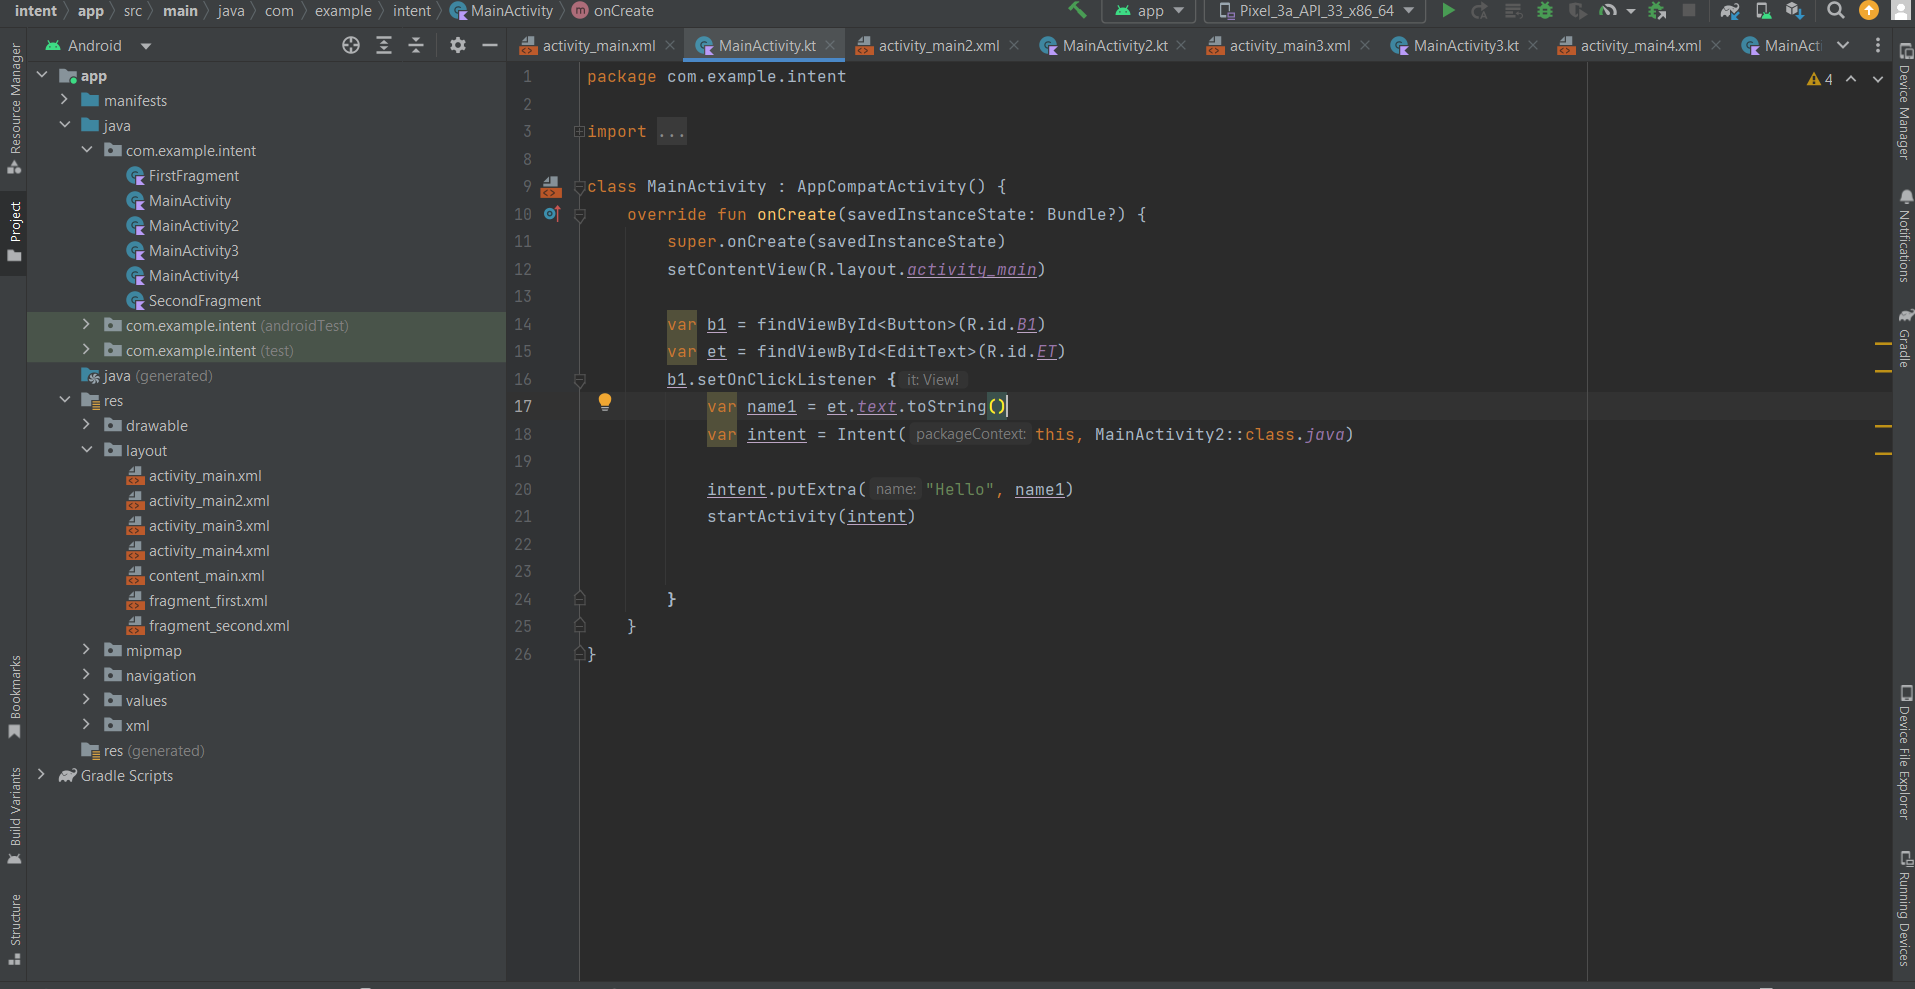 intent app src main java com example intent MainActivity onCreate
app Pixel_3a_API_33_x86_64
Android
activity_main.xml MainActivity.kt activity_main2.xml MainActivity2.kt activity_main3.xml MainActivity3.kt activity_main4.xml MainActi
Resource Manager
Project
Bookmarks
Build Variants
Structure
app
manifests
java
com.example.intent
FirstFragment
MainActivity
MainActivity2
MainActivity3
MainActivity4
SecondFragment
com.example.intent (androidTest)
com.example.intent (test)
java (generated)
res
drawable
layout
activity_main.xml
activity_main2.xml
activity_main3.xml
activity_main4.xml
content_main.xml
fragment_first.xml
fragment_second.xml
mipmap
navigation
values
xml
res (generated)
Gradle Scripts
4
1 package com.example.intent
2
3 import ...
8
9 class MainActivity : AppCompatActivity() {
10 override fun onCreate(savedInstanceState: Bundle?) {
11 super.onCreate(savedInstanceState)
12 setContentView(R.layout.activity_main)
13
14 var b1 = findViewById<Button>(R.id.B1)
15 var et = findViewById<EditText>(R.id.ET)
16 b1.setOnClickListener { it: View!
17 var name1 = et.text.toString()
18 var intent = Intent( packageContext: this, MainActivity2::class.java)
19
20 intent.putExtra( name: "Hello", name1)
21 startActivity(intent)
22
23
24 }
25 }
26 }
Device Manager
Notifications
Gradle
Device File Explorer
Running Devices